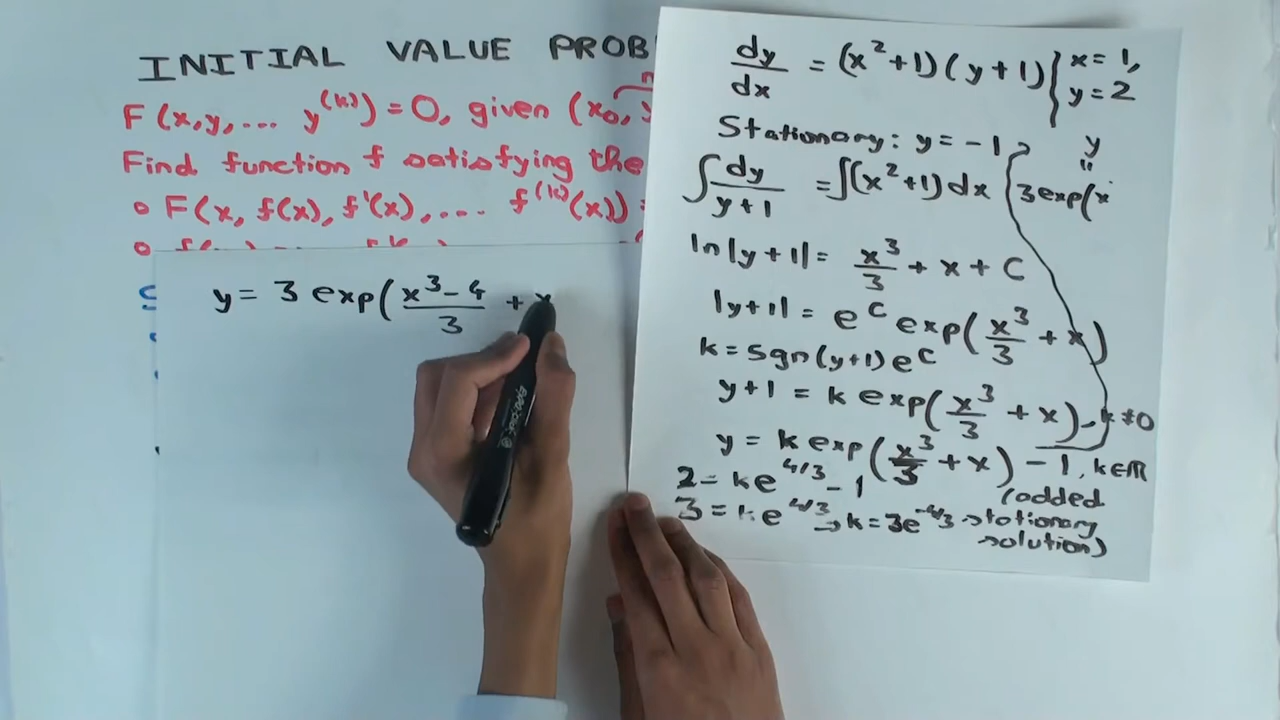 INITIAL VALUE PROB
F(x,y,... y^(k))=0, given (x₀, y
Find function f satisfying the
o F(x, f(x), f'(x),... f^(k)(x))=
y= 3 exp(x³-4/3 + x
dy/dx = (x²+1)(y+1) | x=1, y=2
Stationary: y=-1
∫dy/y+1 = ∫(x²+1)dx
y = 3exp(x
ln|y+1|= x³/3 + x + C
|y+1| = e^C exp(x³/3 + x)
k=sgn(y+1)e^C
y+1 = k exp(x³/3 + x), k≠0
y = k exp(x³/3 + x) -1, k∈ℝ
(added stationary solution)
2=ke^4/3-1
3=ke^4/3 → k=3e^-4/3